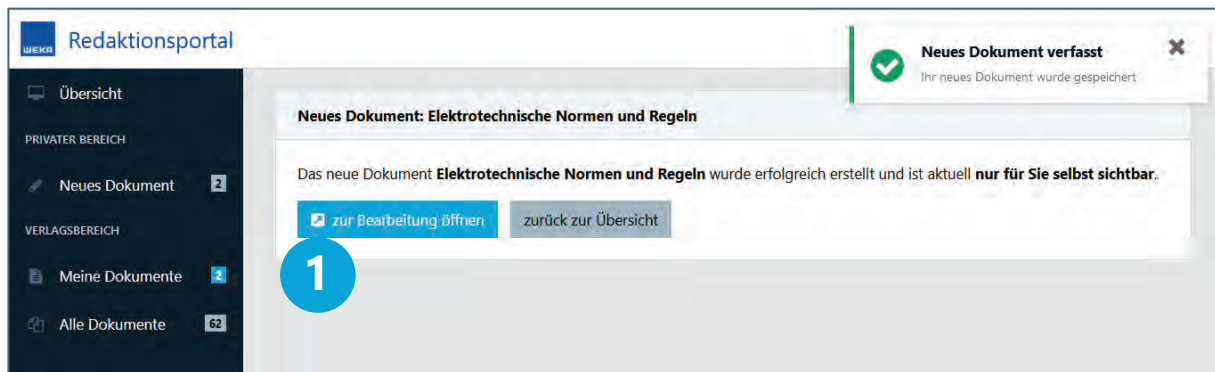 WEKA Redaktionsportal
Neues Dokument verfasst
Ihr neues Dokument wurde gespeichert
Übersicht
PRIVATER BEREICH
Neues Dokument 2
VERLAGSBEREICH
Meine Dokumente 2
Alle Dokumente 62
Neues Dokument: Elektrotechnische Normen und Regeln
Das neue Dokument Elektrotechnische Normen und Regeln wurde erfolgreich erstellt und ist aktuell nur für Sie selbst sichtbar.
zur Bearbeitung öffnen zurück zur Übersicht
1